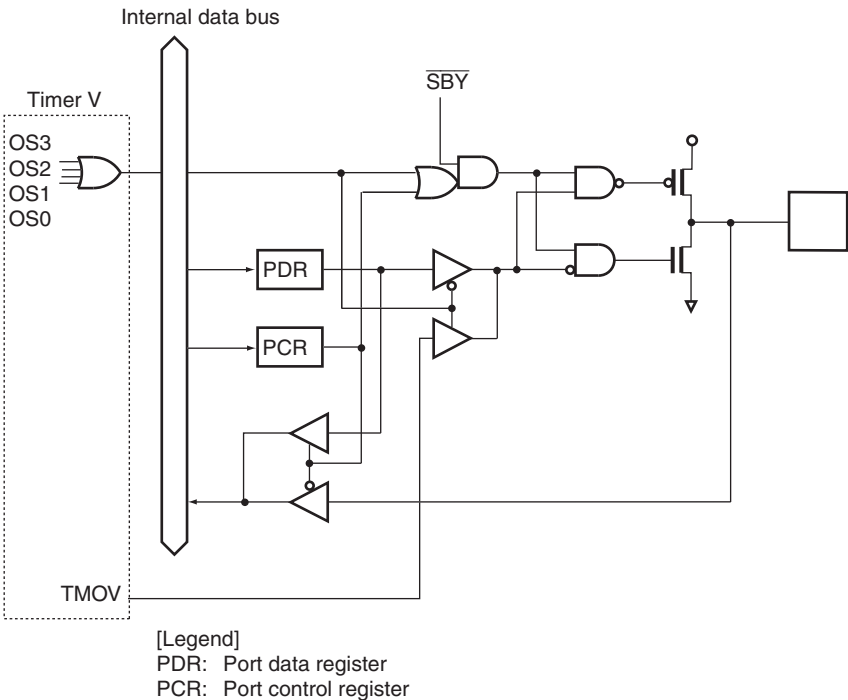 Internal data bus
SBY
Timer V
OS3
OS2
OS1
OS0
PDR
PCR
TMOV
[Legend]
PDR: Port data register
PCR: Port control register